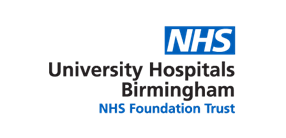 NHS
University Hospitals
Birmingham
NHS Foundation Trust